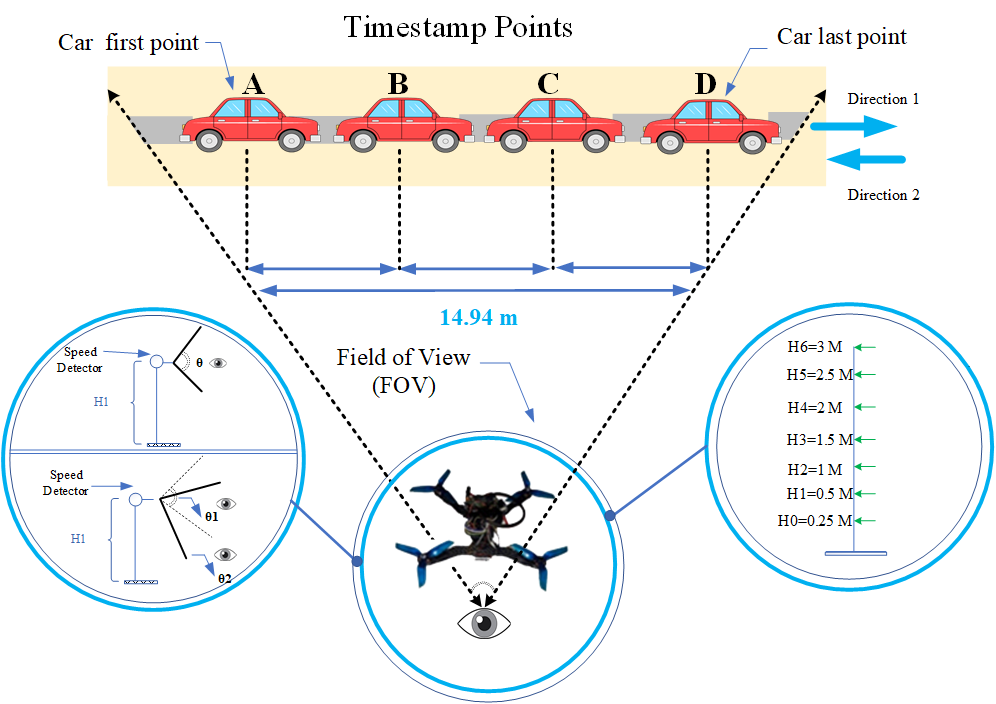 Timestamp Points
Car first point
Car last point
A
B
C
D
Direction 1
Direction 2
14.94 m
Field of View
(FOV)
Speed
Detector
θ
H1
Speed
Detector
θ1
H1
θ2
H6=3 M
H5=2.5 M
H4=2 M
H3=1.5 M
H2=1 M
H1=0.5 M
H0=0.25 M